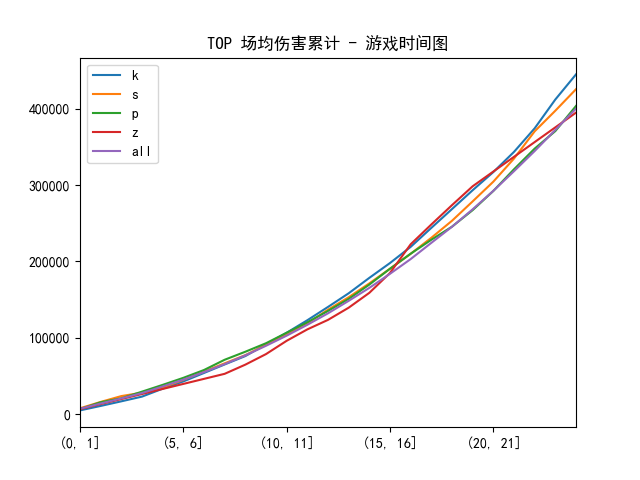 TOP 场均伤害累计 - 游戏时间图
k
s
p
z
all
400000
300000
200000
100000
0
(0, 1]
(5, 6]
(10, 11]
(15, 16]
(20, 21]